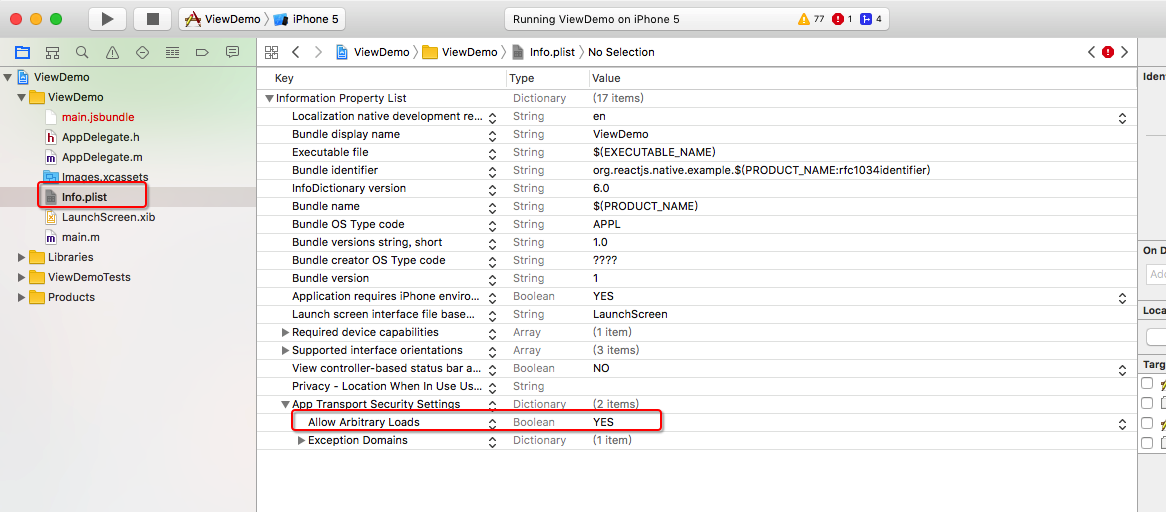 ViewDemo iPhone 5
Running ViewDemo on iPhone 5
77 1 4
ViewDemo ViewDemo Info.plist No Selection
ViewDemo
ViewDemo
main.jsbundle
AppDelegate.h
AppDelegate.m
Images.xcassets
Info.plist
LaunchScreen.xib
main.m
Libraries
ViewDemoTests
Products
Key Type Value
Information Property List Dictionary (17 items)
Localization native development re... String en
Bundle display name String ViewDemo
Executable file String $(EXECUTABLE_NAME)
Bundle identifier String org.reactjs.native.example.$(PRODUCT_NAME:rfc1034identifier)
InfoDictionary version String 6.0
Bundle name String $(PRODUCT_NAME)
Bundle OS Type code String APPL
Bundle versions string, short String 1.0
Bundle creator OS Type code String ????
Bundle version String 1
Application requires iPhone enviro... Boolean YES
Launch screen interface file base... String LaunchScreen
Required device capabilities Array (1 item)
Supported interface orientations Array (3 items)
View controller-based status bar a... Boolean NO
Privacy - Location When In Use Us... String
App Transport Security Settings Dictionary (2 items)
Allow Arbitrary Loads Boolean YES
Exception Domains Dictionary (1 item)
Ident
On D
Add
Loca
Targ